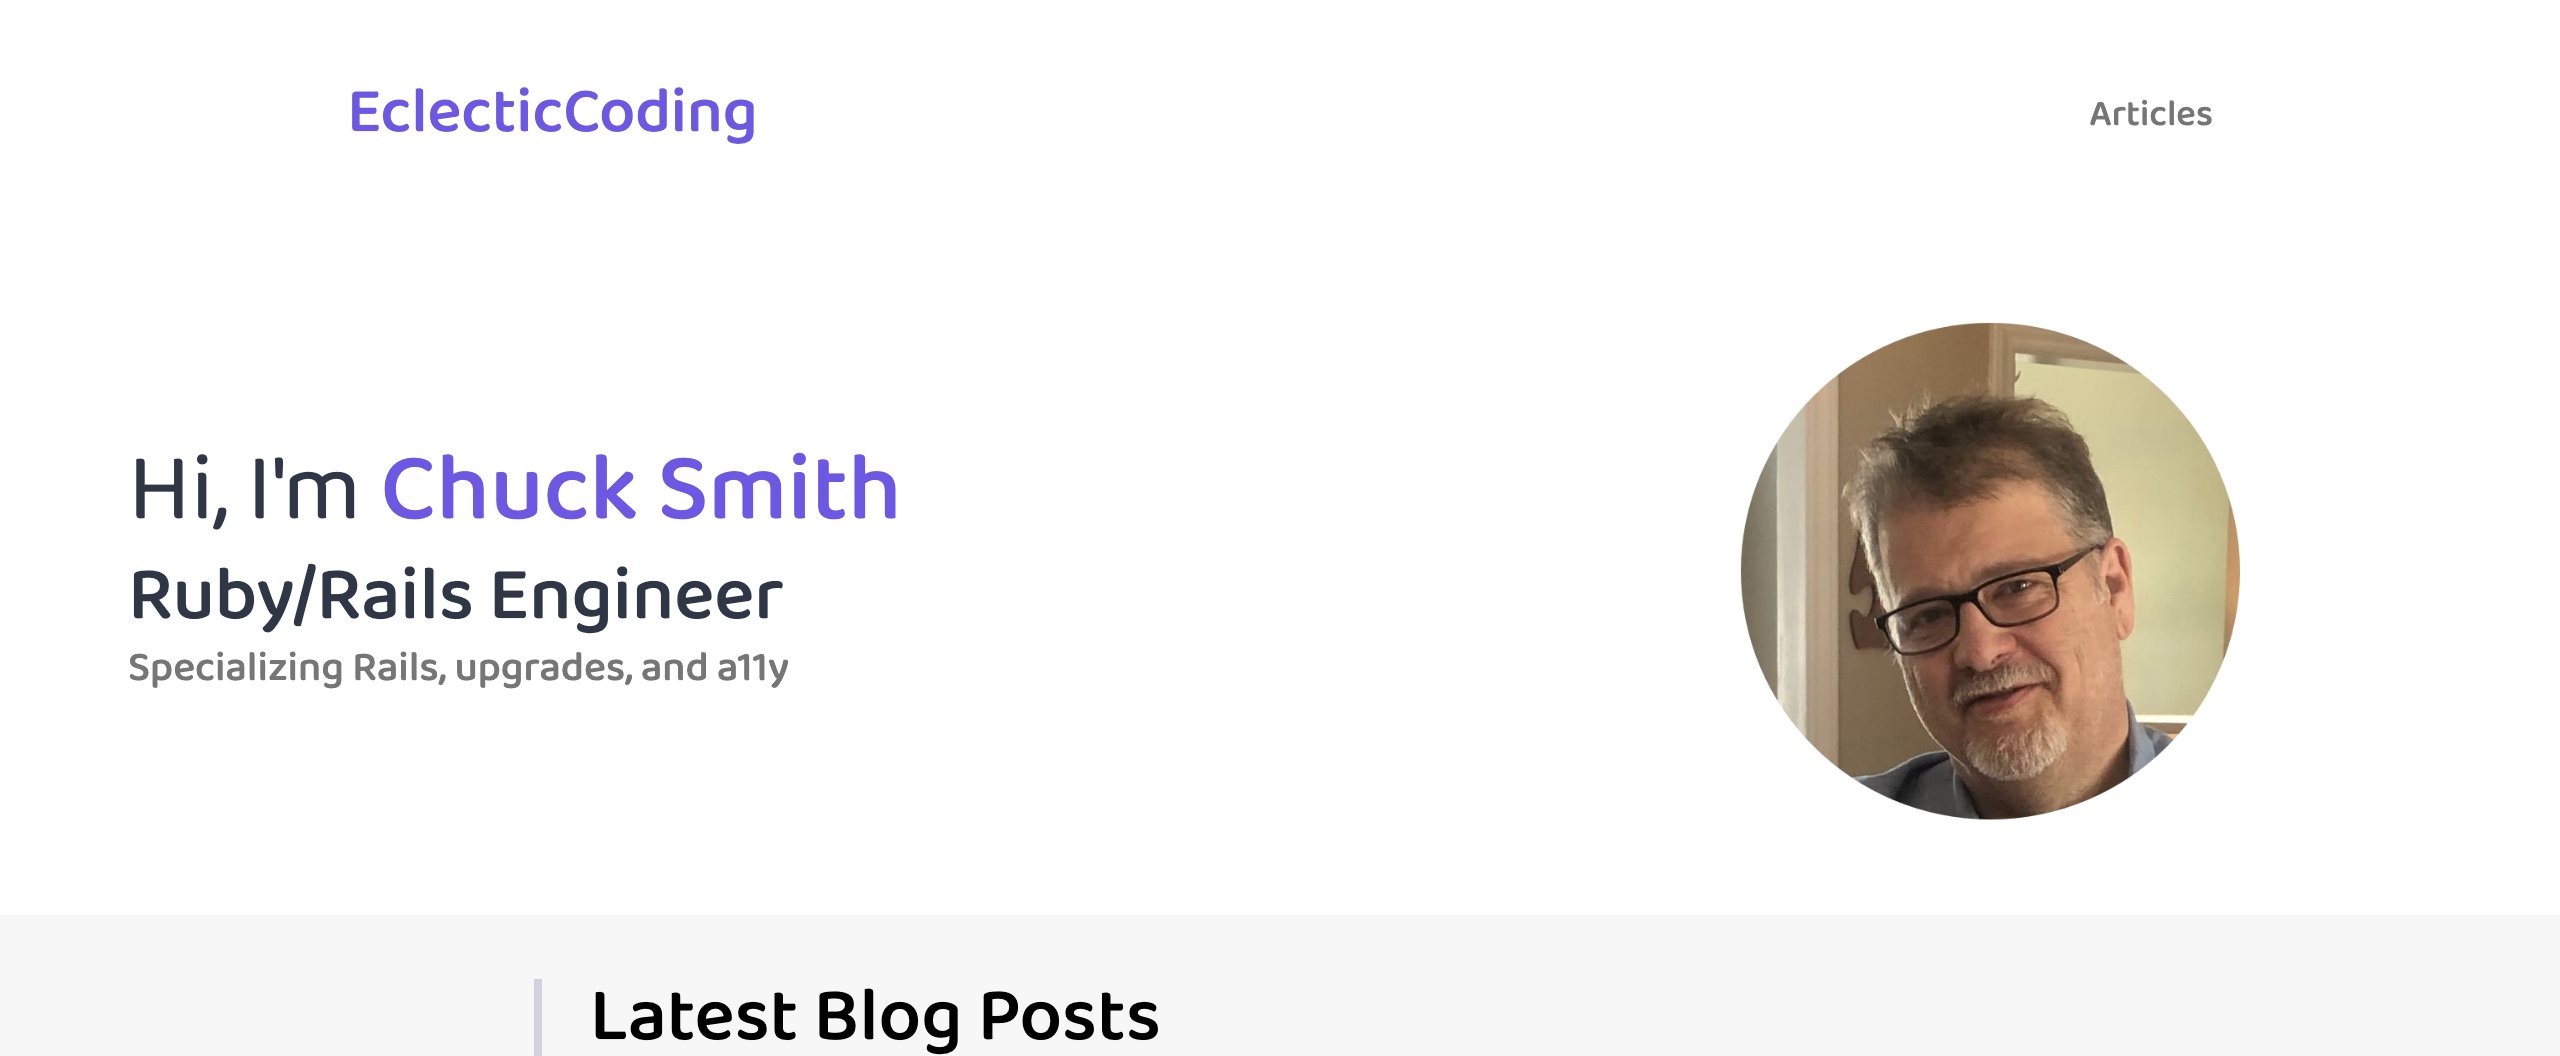 EclecticCoding
Articles
Hi, I'm Chuck Smith
Ruby/Rails Engineer
Specializing Rails, upgrades, and a11y
Latest Blog Posts